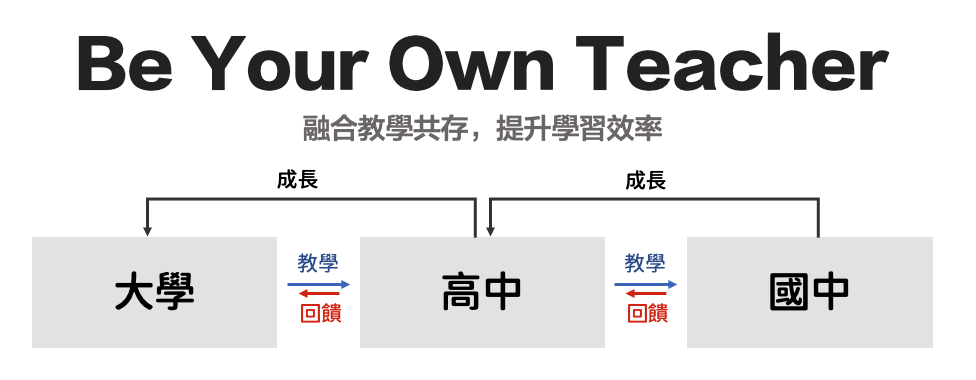 Be Your Own Teacher
融合教學共存，提升學習效率
成長
成長
大學
教學
回饋
高中
教學
回饋
國中